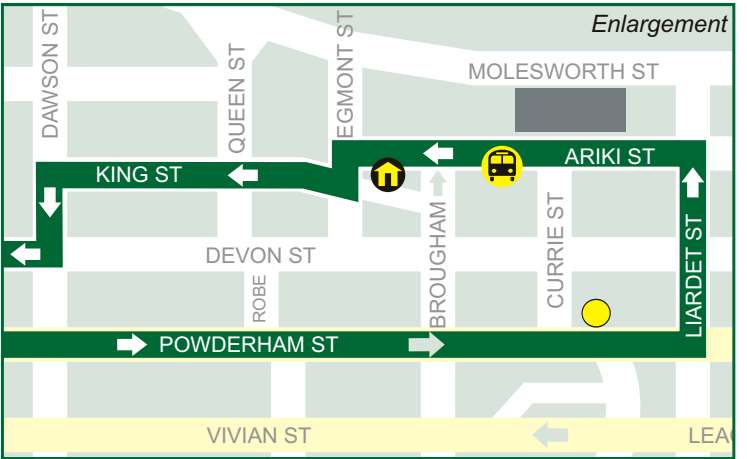 Enlargement
DAWSON ST
QUEEN ST
EGMONT ST
MOLESWORTH ST
ARIKI ST
KING ST
CURRIE ST
BROUGHAM
LIARDET ST
DEVON ST
ROBE
POWDERHAM ST
VIVIAN ST